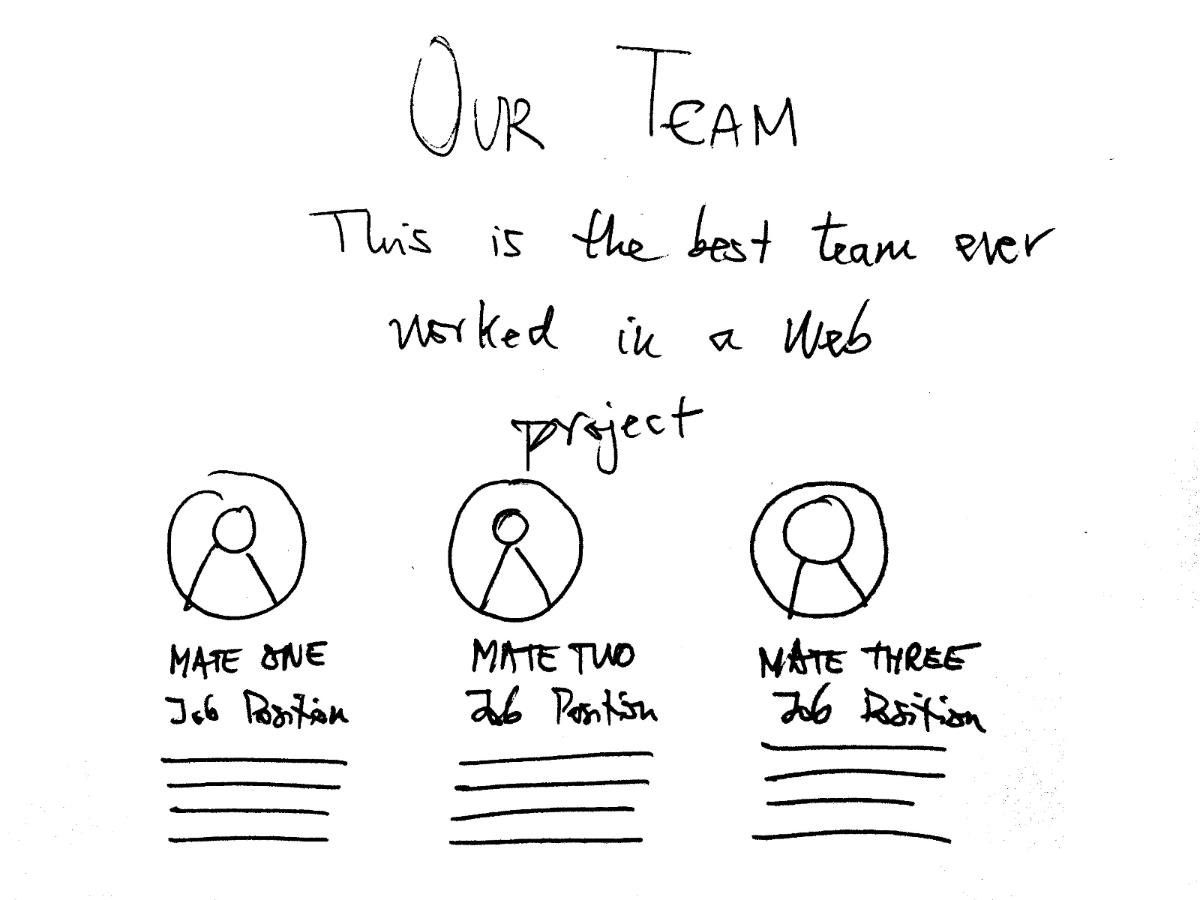 OUR TEAM
This is the best team ever
worked in a Web
project
MATE ONE MATE TWO MATE THREE
Job Position Job Position Job Position